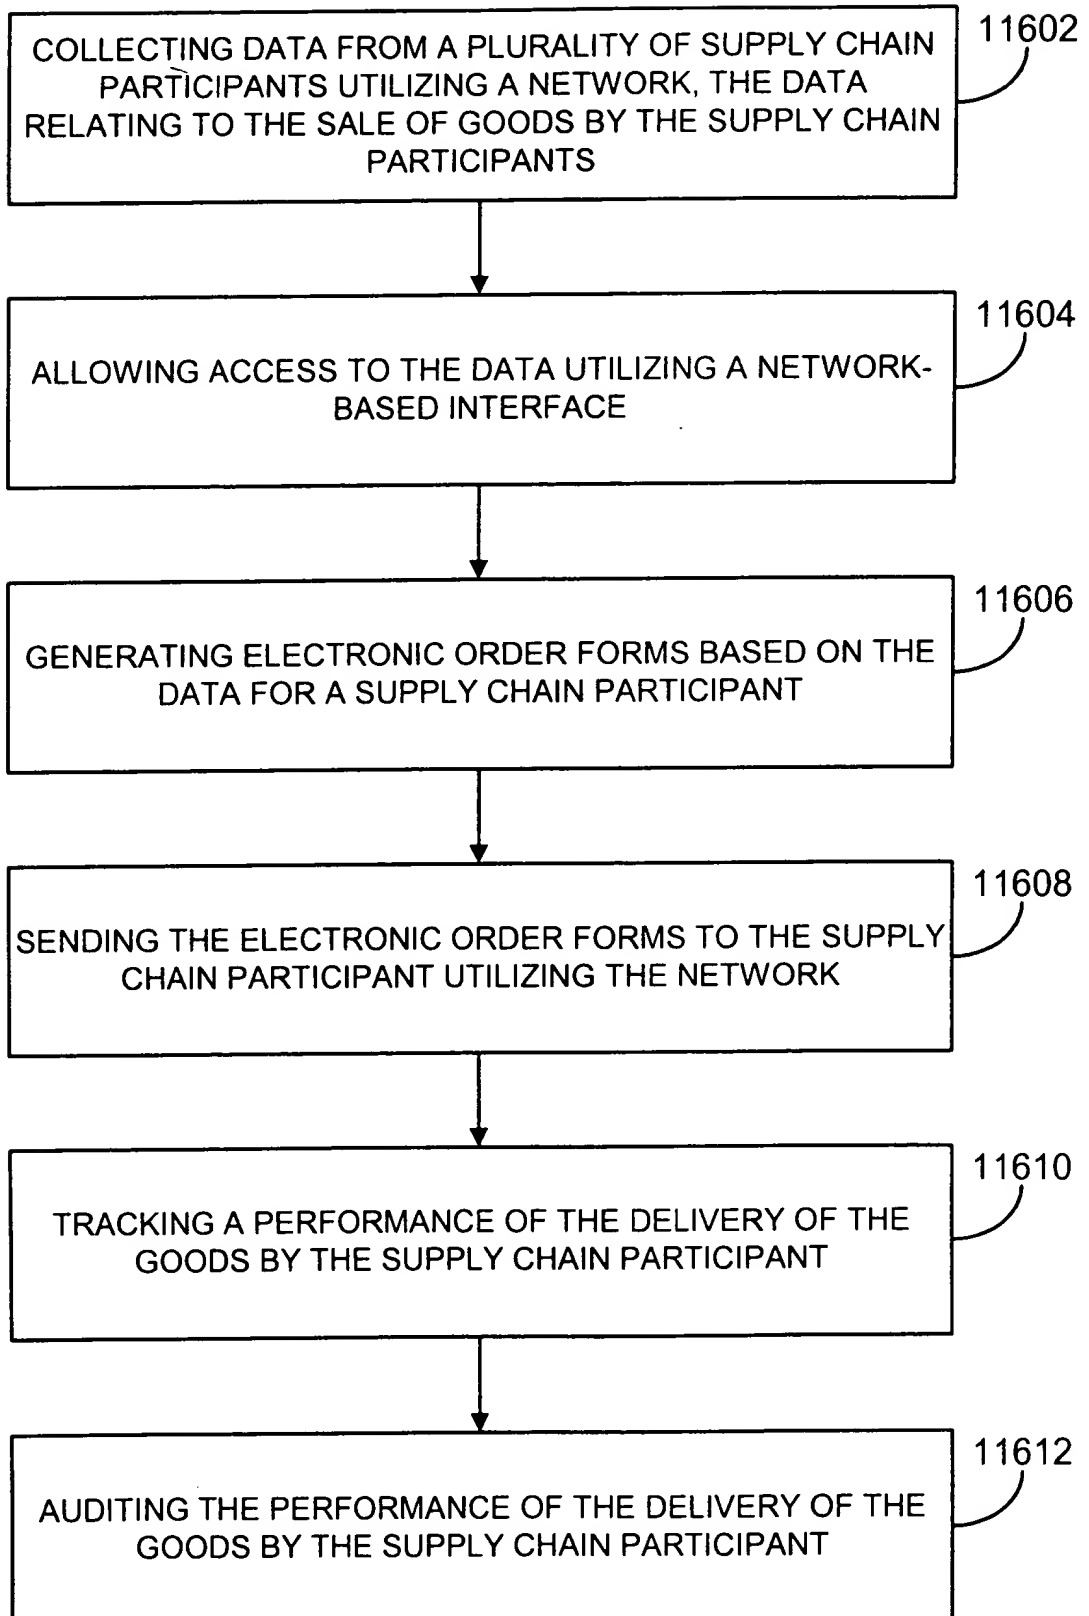 COLLECTING DATA FROM A PLURALITY OF SUPPLY CHAIN
PARTICIPANTS UTILIZING A NETWORK, THE DATA
RELATING TO THE SALE OF GOODS BY THE SUPPLY CHAIN
PARTICIPANTS
11602
ALLOWING ACCESS TO THE DATA UTILIZING A NETWORK-
BASED INTERFACE
11604
GENERATING ELECTRONIC ORDER FORMS BASED ON THE
DATA FOR A SUPPLY CHAIN PARTICIPANT
11606
SENDING THE ELECTRONIC ORDER FORMS TO THE SUPPLY
CHAIN PARTICIPANT UTILIZING THE NETWORK
11608
TRACKING A PERFORMANCE OF THE DELIVERY OF THE
GOODS BY THE SUPPLY CHAIN PARTICIPANT
11610
AUDITING THE PERFORMANCE OF THE DELIVERY OF THE
GOODS BY THE SUPPLY CHAIN PARTICIPANT
11612